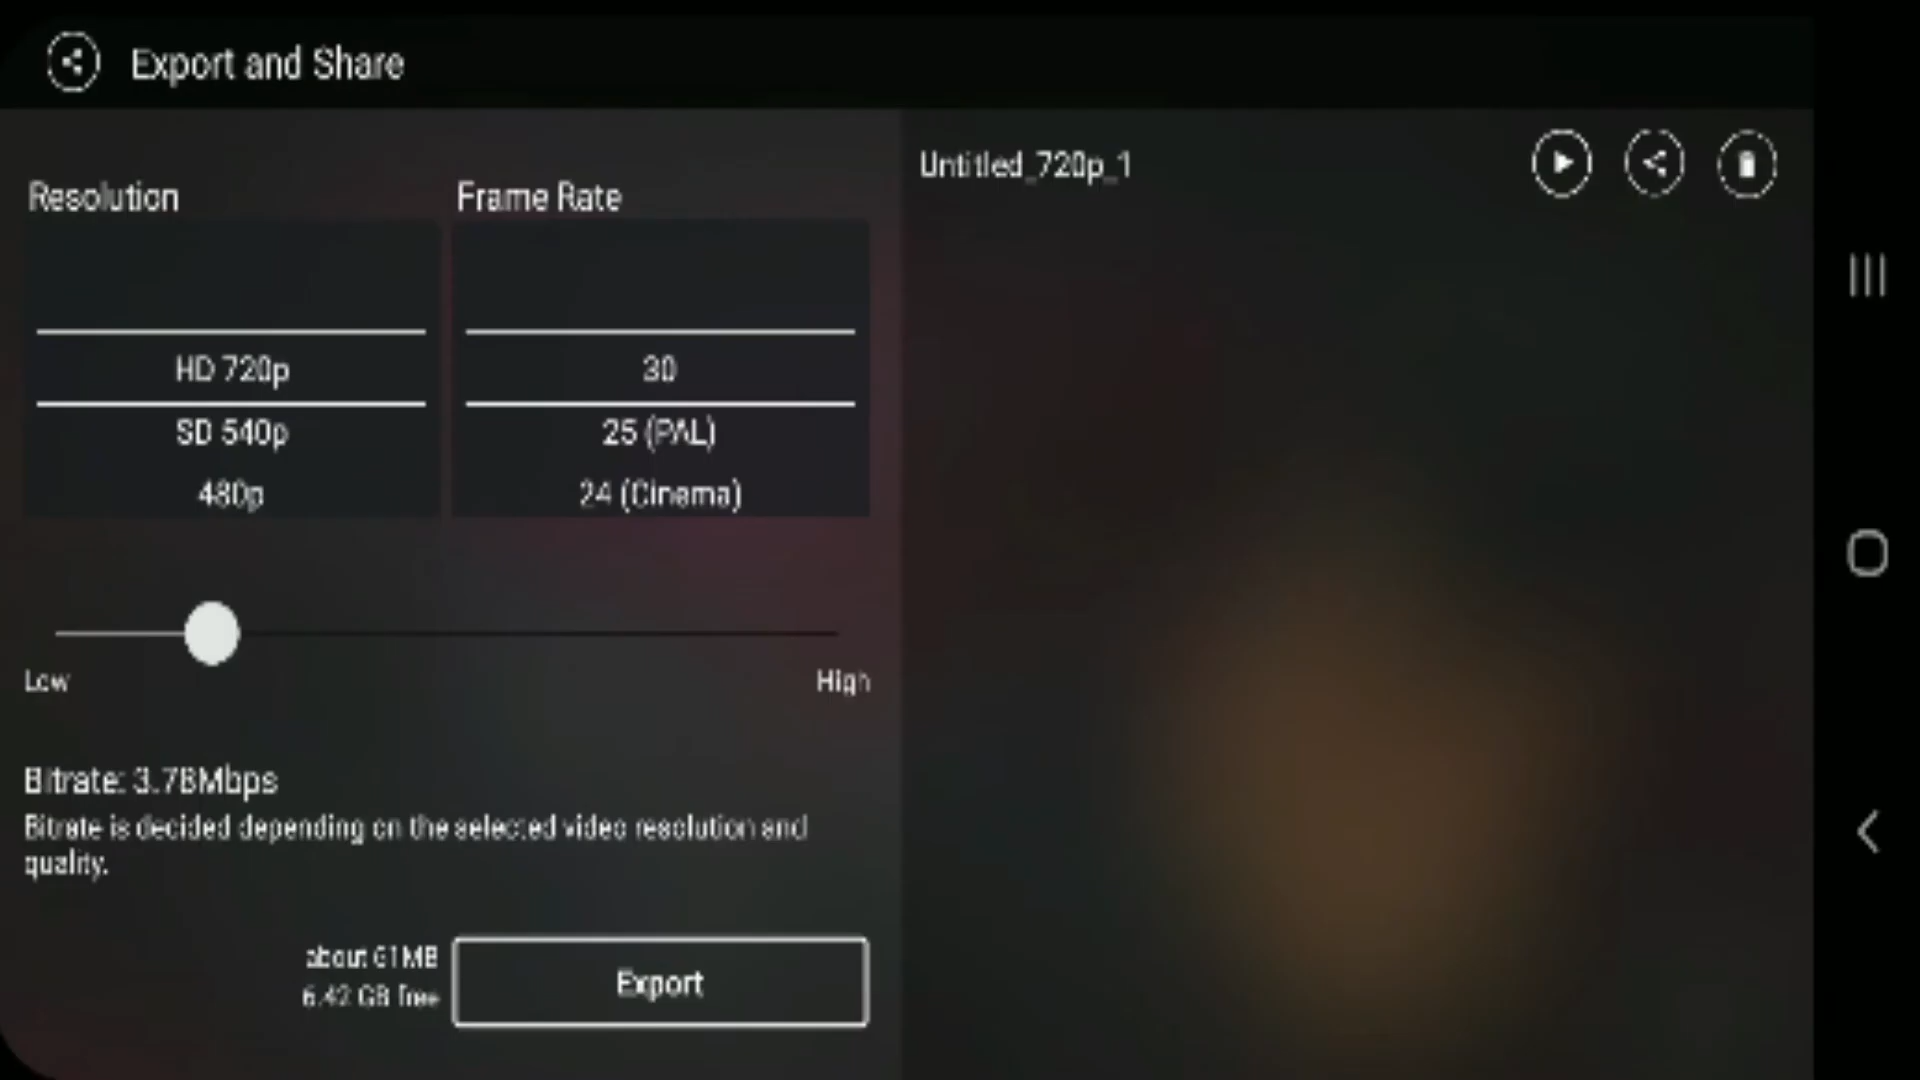 Export and Share
Resolution
Frame Rate
Untitled_720p_1
HD 720p
30
SD 540p
25 (PAL)
480p
24 (Cinema)
Low
High
Bitrate: 3.78Mbps
Bitrate is decided depending on the selected video resolution and
quality.
about 61MB
6.42 GB free
Export